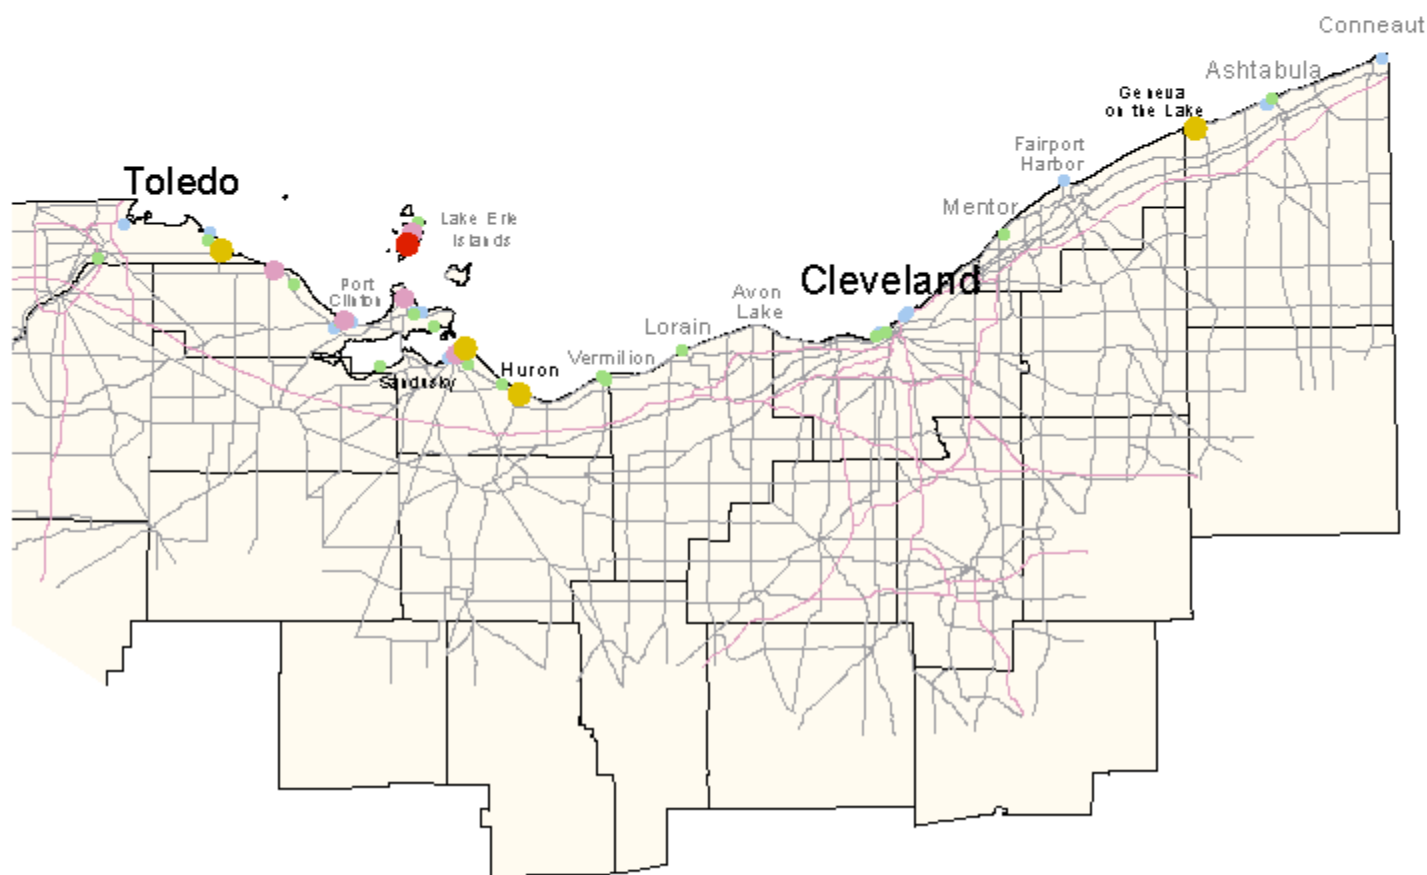 Conneaut
Ashtabula
Geneva
on the Lake
Fairport
Harbor
Toledo
Mentor
Lake Erie
Islands
Cleveland
Port
Clinton
Avon
Lake
Lorain
Vermilion
Huron
Sandusky